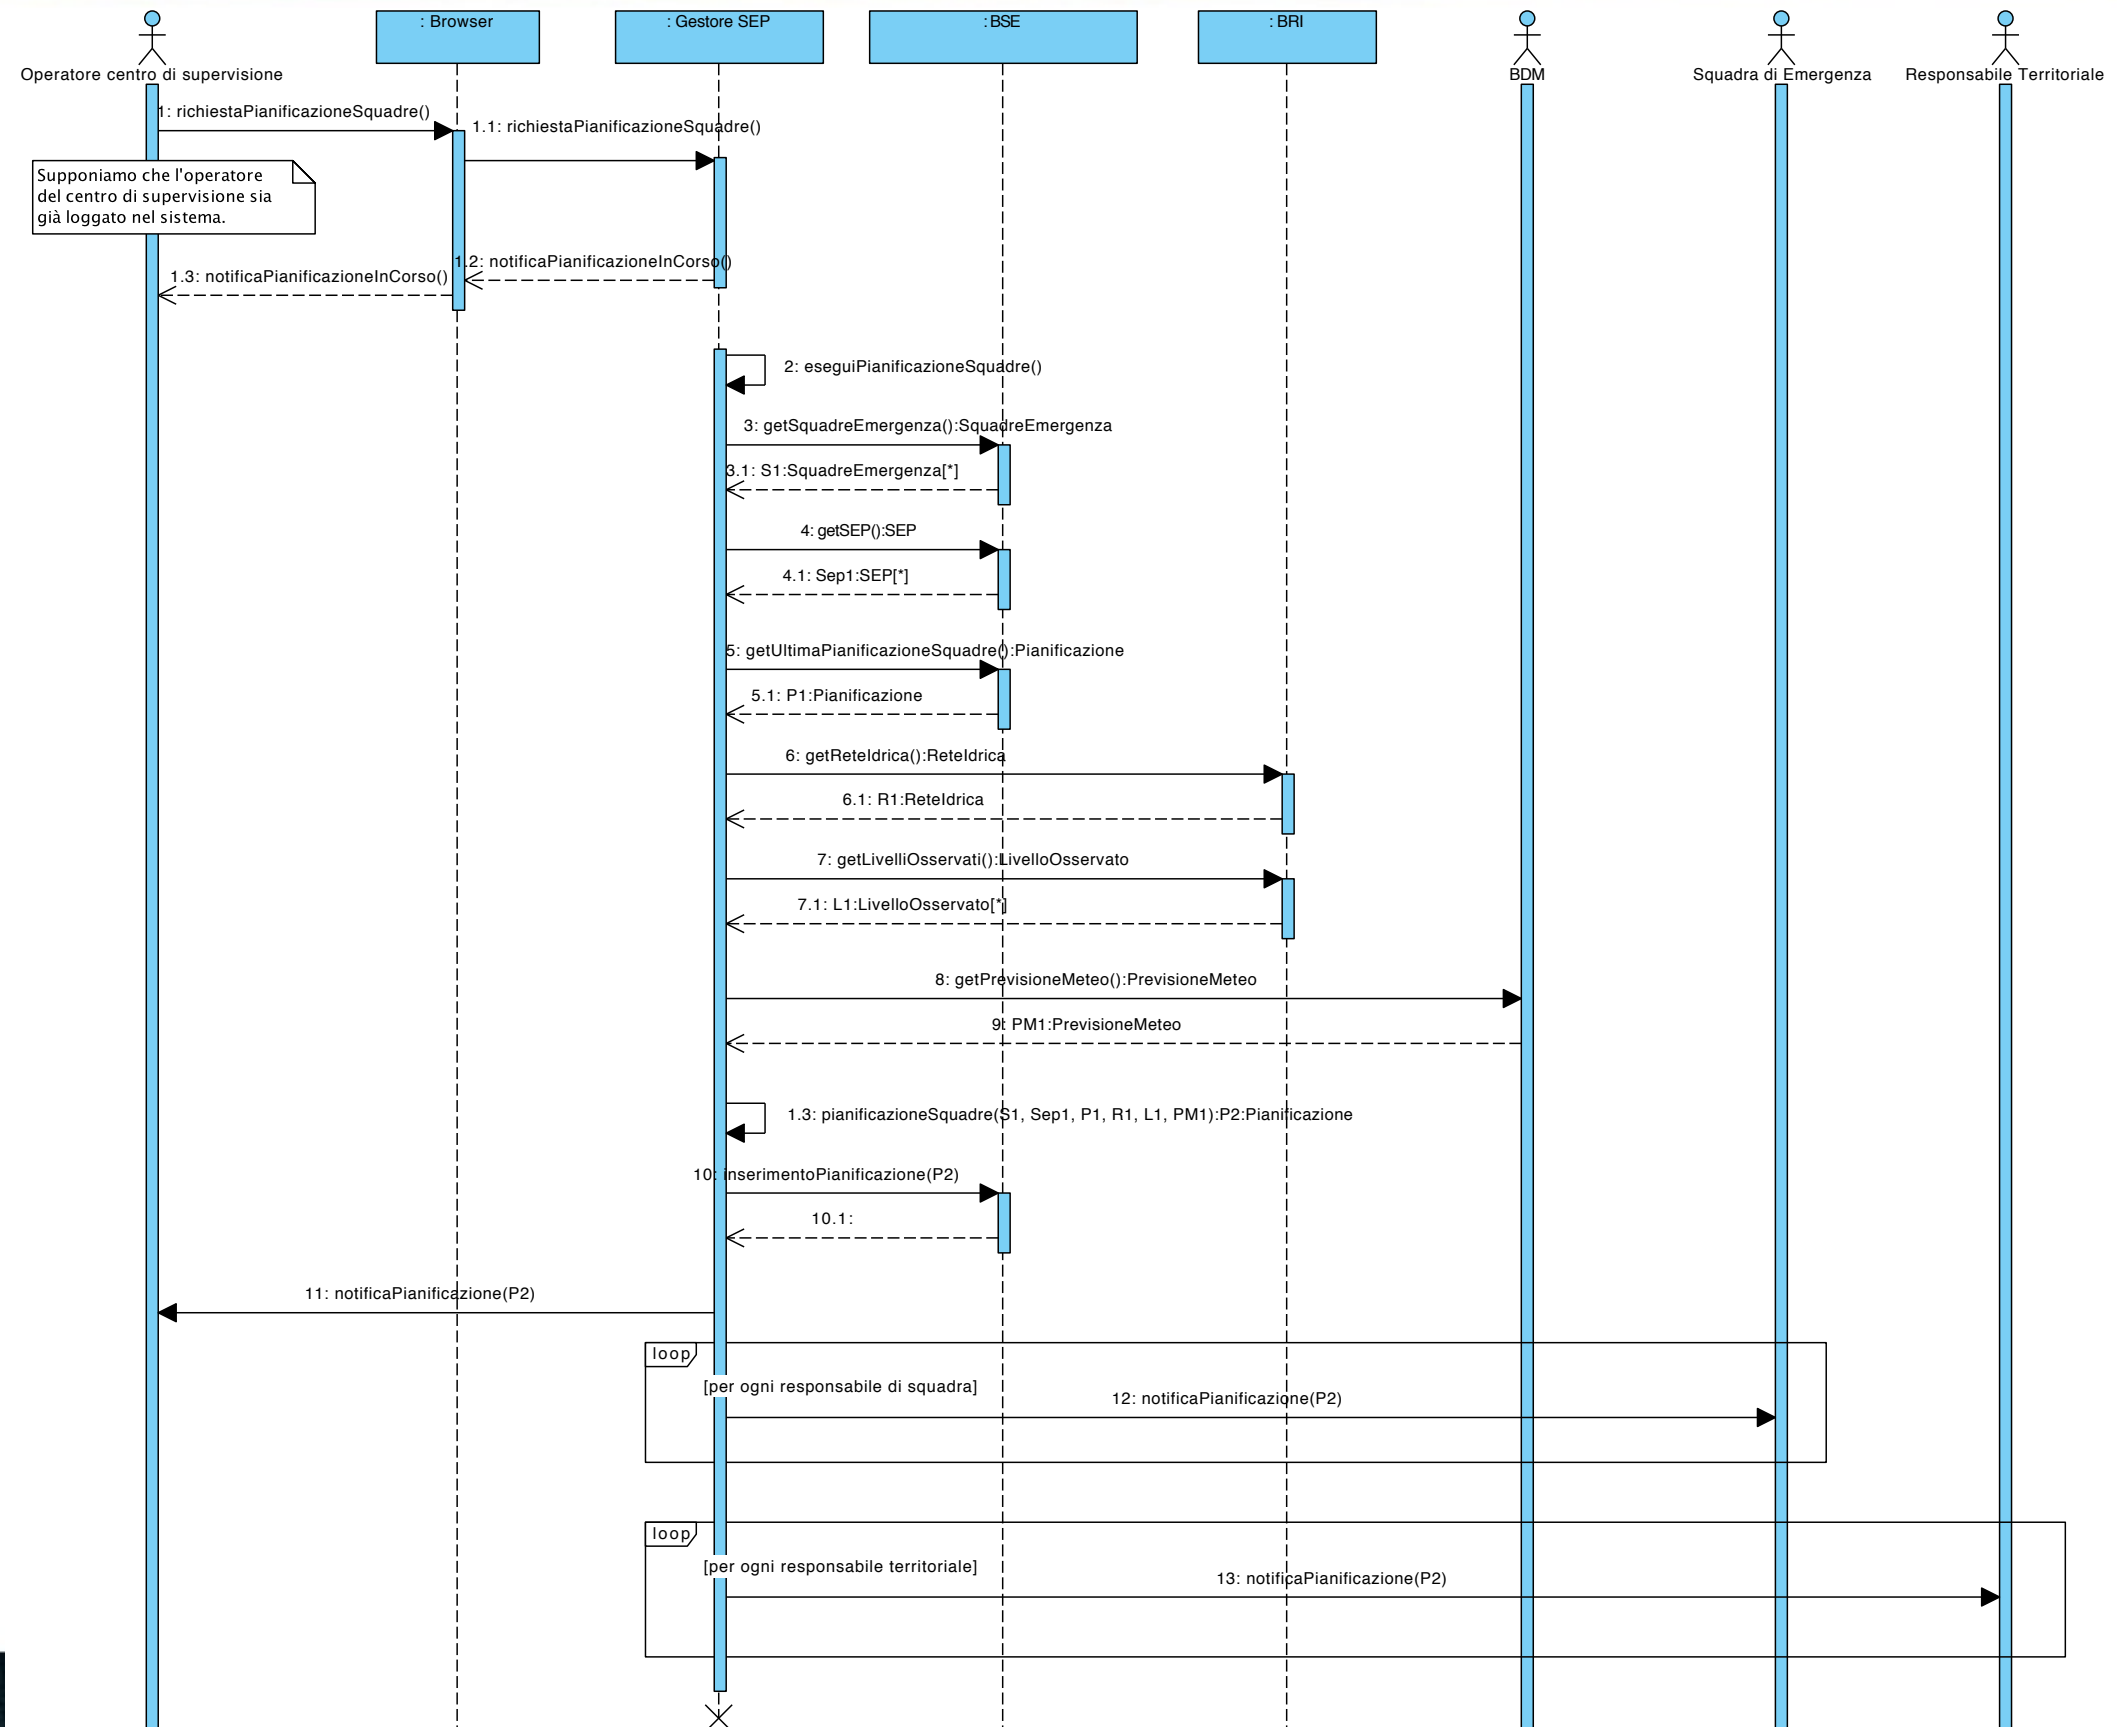 : Browser
: Gestore SEP
: BSE
: BRI
Operatore centro di supervisione
BDM
Squadra di Emergenza
Responsabile Territoriale
1: richiestaPianificazioneSquadre()
1.1: richiestaPianificazioneSquadre()
Supponiamo che l'operatore
del centro di supervisione sia
già loggato nel sistema.
1.2: notificaPianificazioneInCorso()
1.3: notificaPianificazioneInCorso()
2: eseguiPianificazioneSquadre()
3: getSquadreEmergenza():SquadreEmergenza
3.1: S1:SquadreEmergenza[*]
4: getSEP():SEP
4.1: Sep1:SEP[*]
5: getUltimaPianificazioneSquadre():Pianificazione
5.1: P1:Pianificazione
6: getReteIdrica():ReteIdrica
6.1: R1:ReteIdrica
7: getLivelliOsservati():LivelloOsservato
7.1: L1:LivelloOsservato[*]
8: getPrevisioneMeteo():PrevisioneMeteo
9: PM1:PrevisioneMeteo
1.3: pianificazioneSquadre(S1, Sep1, P1, R1, L1, PM1):P2:Pianificazione
10: inserimentoPianificazione(P2)
10.1:
11: notificaPianificazione(P2)
loop
[per ogni responsabile di squadra]
12: notificaPianificazione(P2)
loop
[per ogni responsabile territoriale]
13: notificaPianificazione(P2)